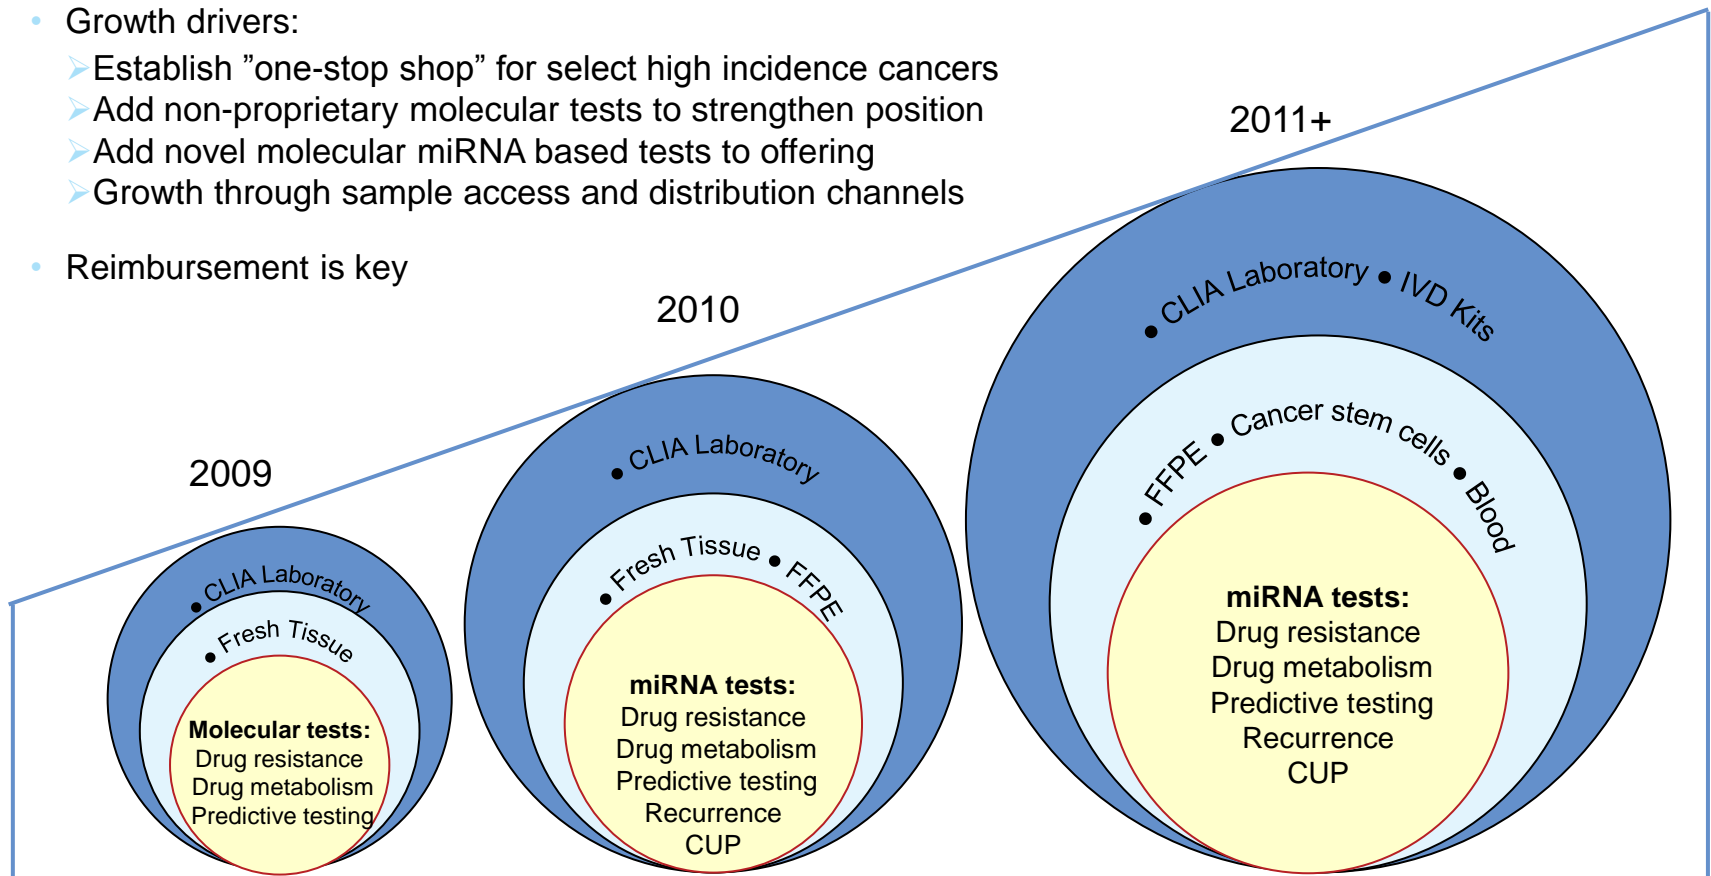 • Growth drivers:
➢Establish ”one-stop shop” for select high incidence cancers
➢Add non-proprietary molecular tests to strengthen position
➢Add novel molecular miRNA based tests to offering
➢Growth through sample access and distribution channels
• Reimbursement is key
2009
• CLIA Laboratory
• Fresh Tissue
Molecular tests:
Drug resistance
Drug metabolism
Predictive testing
2010
• CLIA Laboratory
• Fresh Tissue • FFPE
miRNA tests:
Drug resistance
Drug metabolism
Predictive testing
Recurrence
CUP
2011+
• CLIA Laboratory • IVD Kits
• FFPE • Cancer stem cells • Blood
miRNA tests:
Drug resistance
Drug metabolism
Predictive testing
Recurrence
CUP